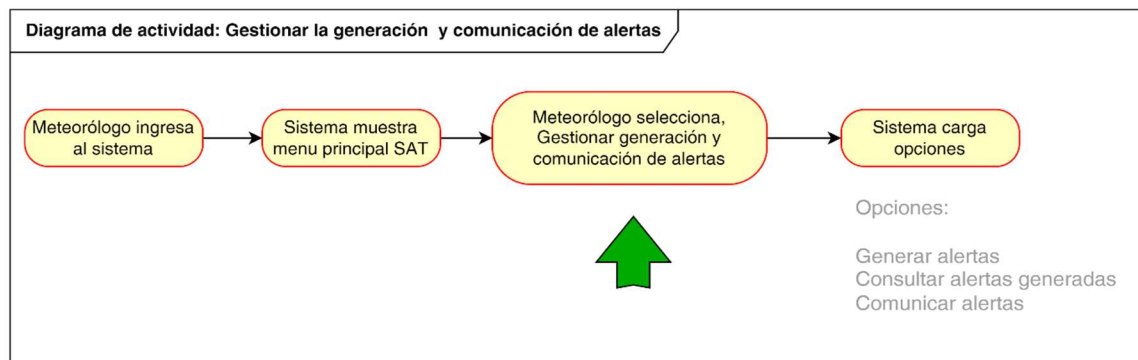 Diagrama de actividad: Gestionar la generación y comunicación de alertas
Meteorólogo ingresa
al sistema
Sistema muestra
menu principal SAT
Meteorólogo selecciona,
Gestionar generación y
comunicación de alertas
Sistema carga
opciones
Opciones:
Generar alertas
Consultar alertas generadas
Comunicar alertas